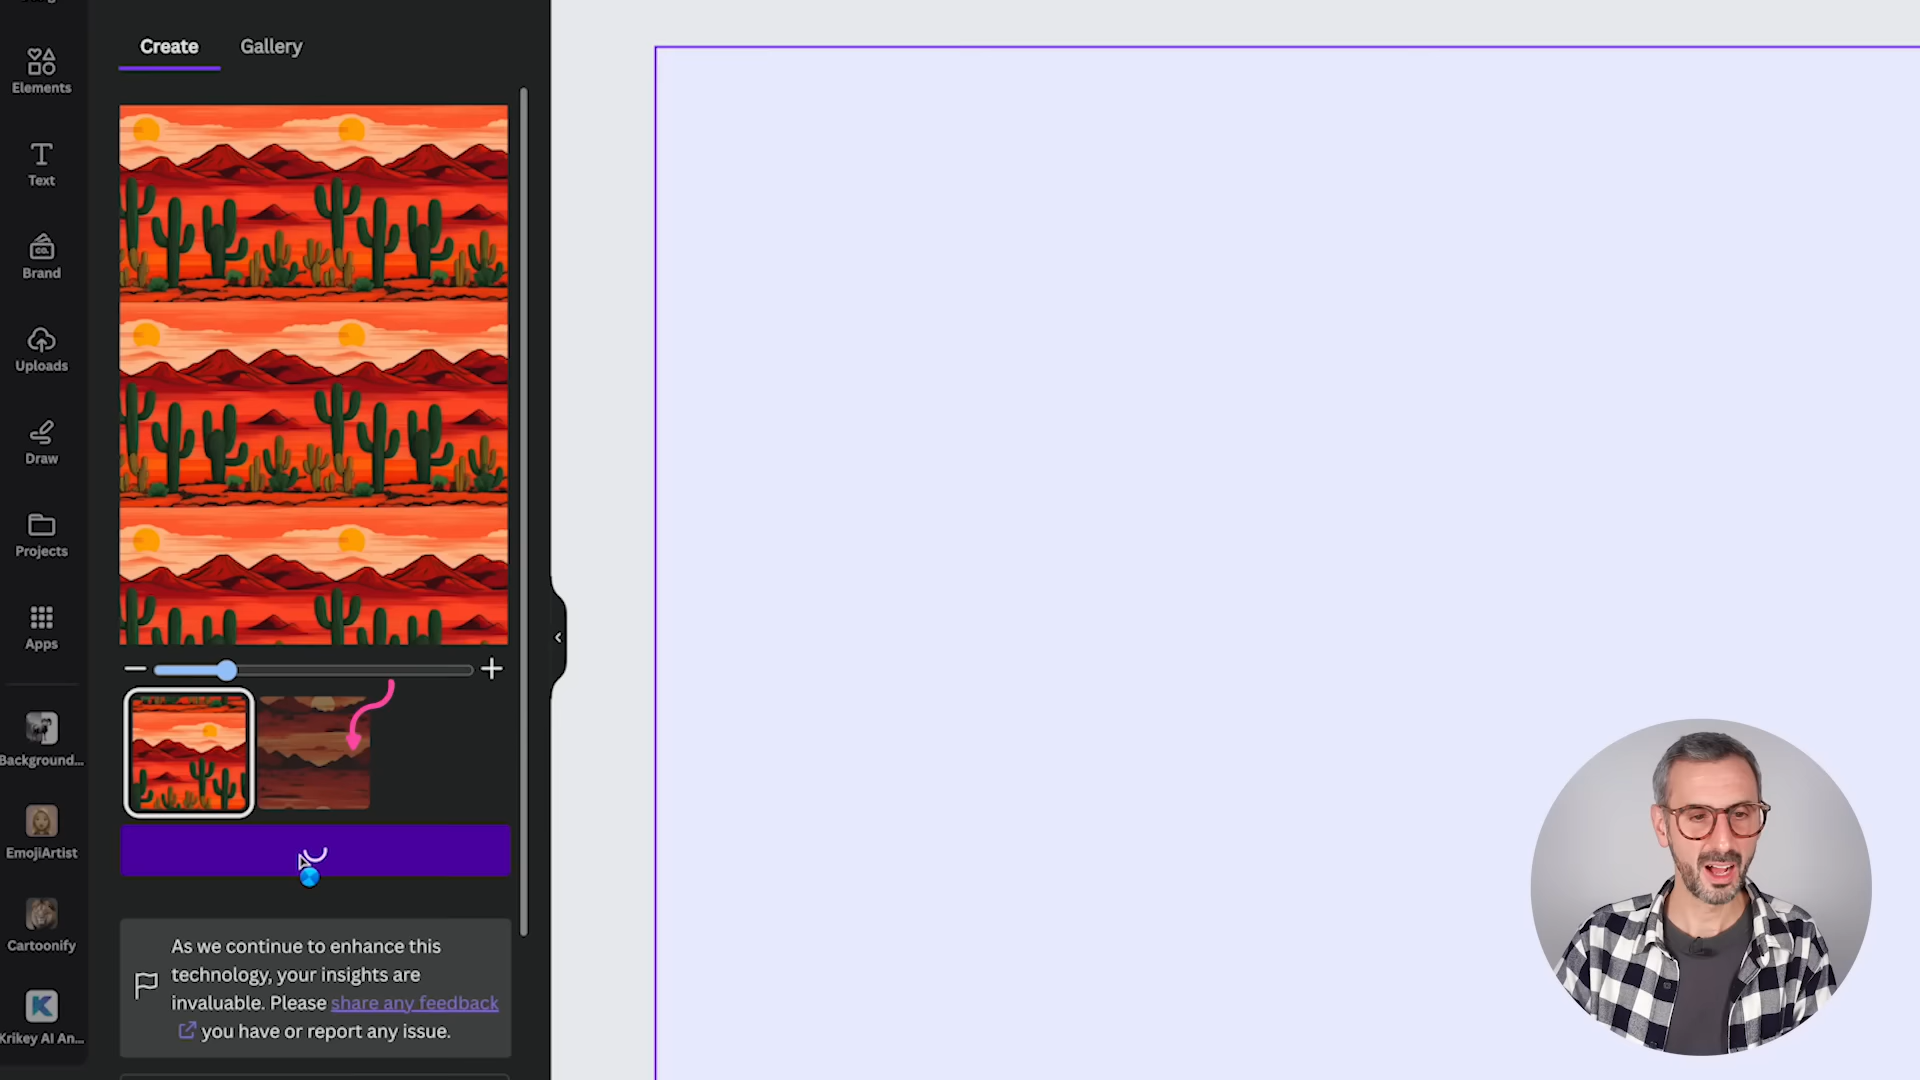 Create
Gallery
Elements
Text
Brand
Uploads
Draw
Projects
Apps
Background...
EmojiArtist
Cartoonify
Krikey AI An...
As we continue to enhance this
technology, your insights are
invaluable. Please share any feedback
you have or report any issue.